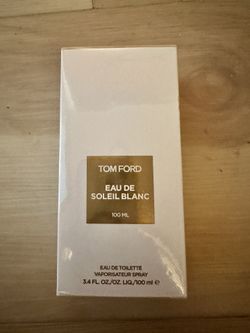 TOM FORD
EAU DE
SOLEIL BLANC
100 ML
EAU DE TOILETTE
VAPORISATEUR SPRAY
3.4 FL. OZ./OZ. LIQ./100 ml ℮